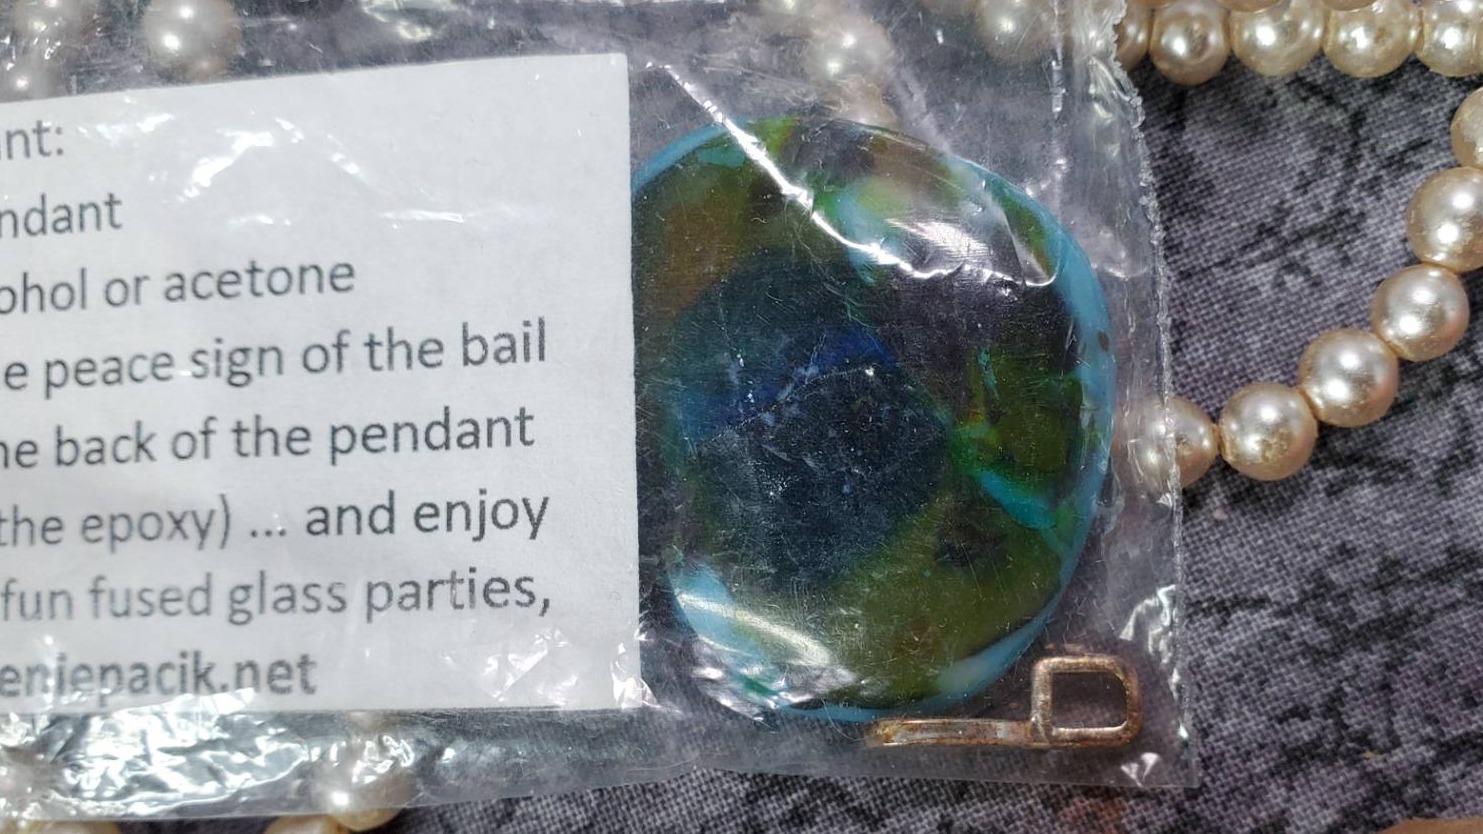 ant:
ndant
ohol or acetone
e peace sign of the bail
he back of the pendant
the epoxy) ... and enjoy
fun fused glass parties,
eniepacik.net